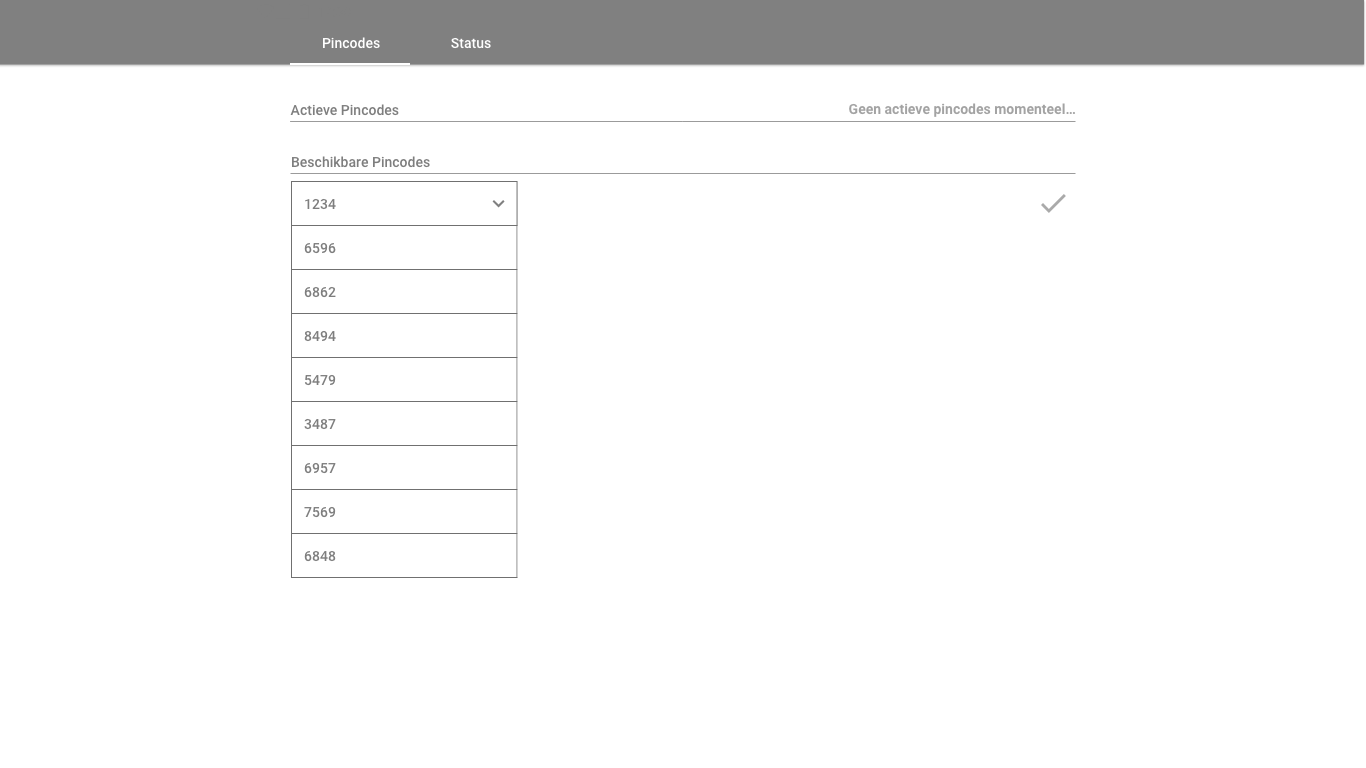 Pincodes
Status
Actieve Pincodes
Geen actieve pincodes momenteel...
Beschikbare Pincodes
1234
6596
6862
8494
5479
3487
6957
7569
6848